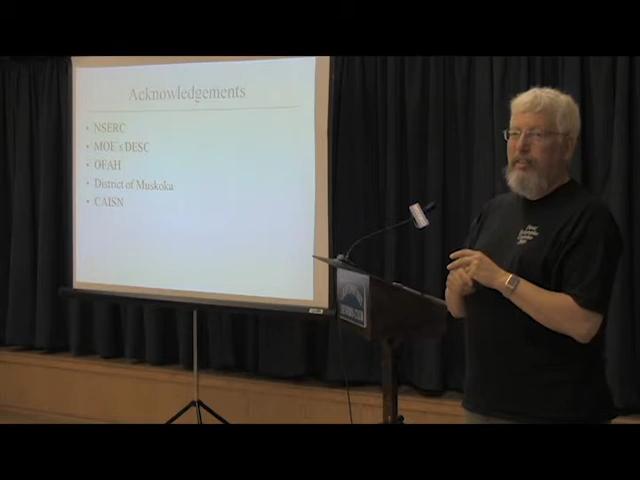 Acknowledgements
• NSERC
• MOE's DESC
• OFAH
• District of Muskoka
• CAISN